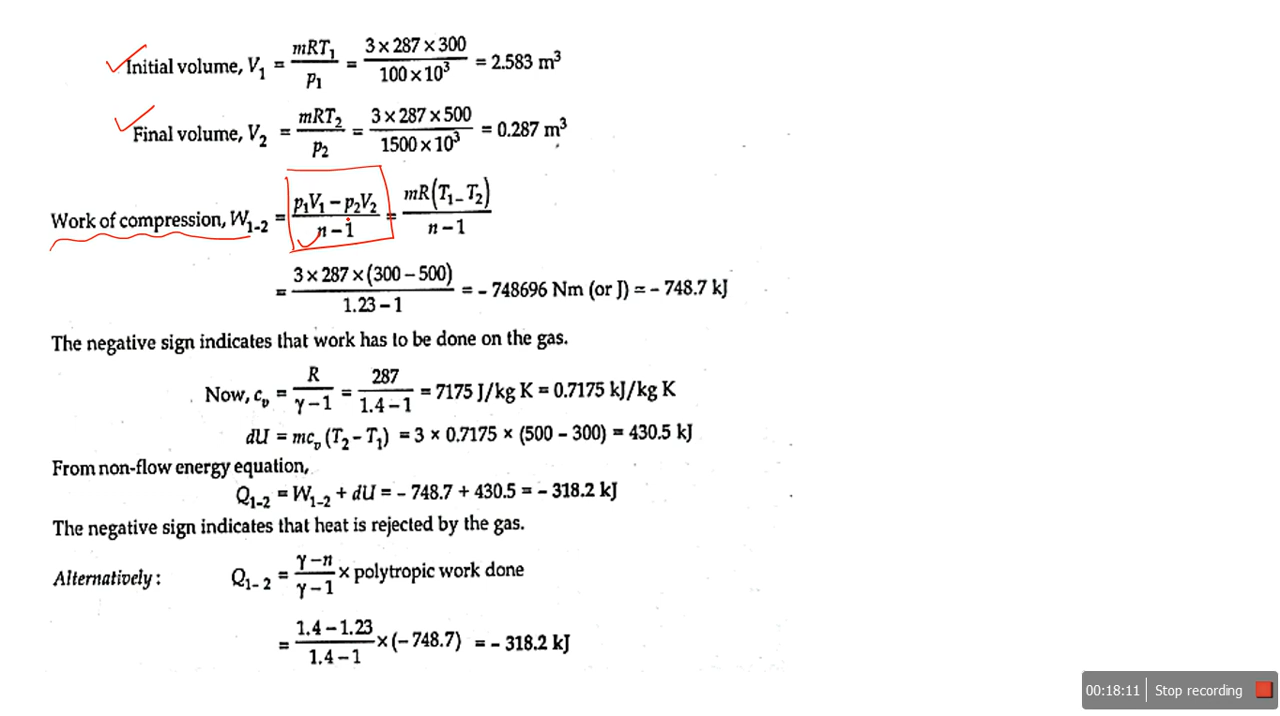 Initial volume, V₁ = mRT₁ / p₁ = 3 × 287 × 300 / 100 × 10³ = 2.583 m³
Final volume, V₂ = mRT₂ / p₂ = 3 × 287 × 500 / 1500 × 10³ = 0.287 m³
Work of compression, W₁₋₂ = p₁V₁ − p₂V₂ / n − 1 = mR(T₁ − T₂) / n − 1
= 3 × 287 × (300 − 500) / 1.23 − 1 = − 748696 Nm (or J) = − 748.7 kJ
The negative sign indicates that work has to be done on the gas.
Now, cᵥ = R / γ − 1 = 287 / 1.4 − 1 = 7175 J/kg K = 0.7175 kJ/kg K
dU = mcᵥ (T₂ − T₁) = 3 × 0.7175 × (500 − 300) = 430.5 kJ
From non-flow energy equation,
Q₁₋₂ = W₁₋₂ + dU = − 748.7 + 430.5 = − 318.2 kJ
The negative sign indicates that heat is rejected by the gas.
Alternatively : Q₁₋₂ = γ − n / γ − 1 × polytropic work done
= 1.4 − 1.23 / 1.4 − 1 × (− 748.7) = − 318.2 kJ
00:18:11 Stop recording